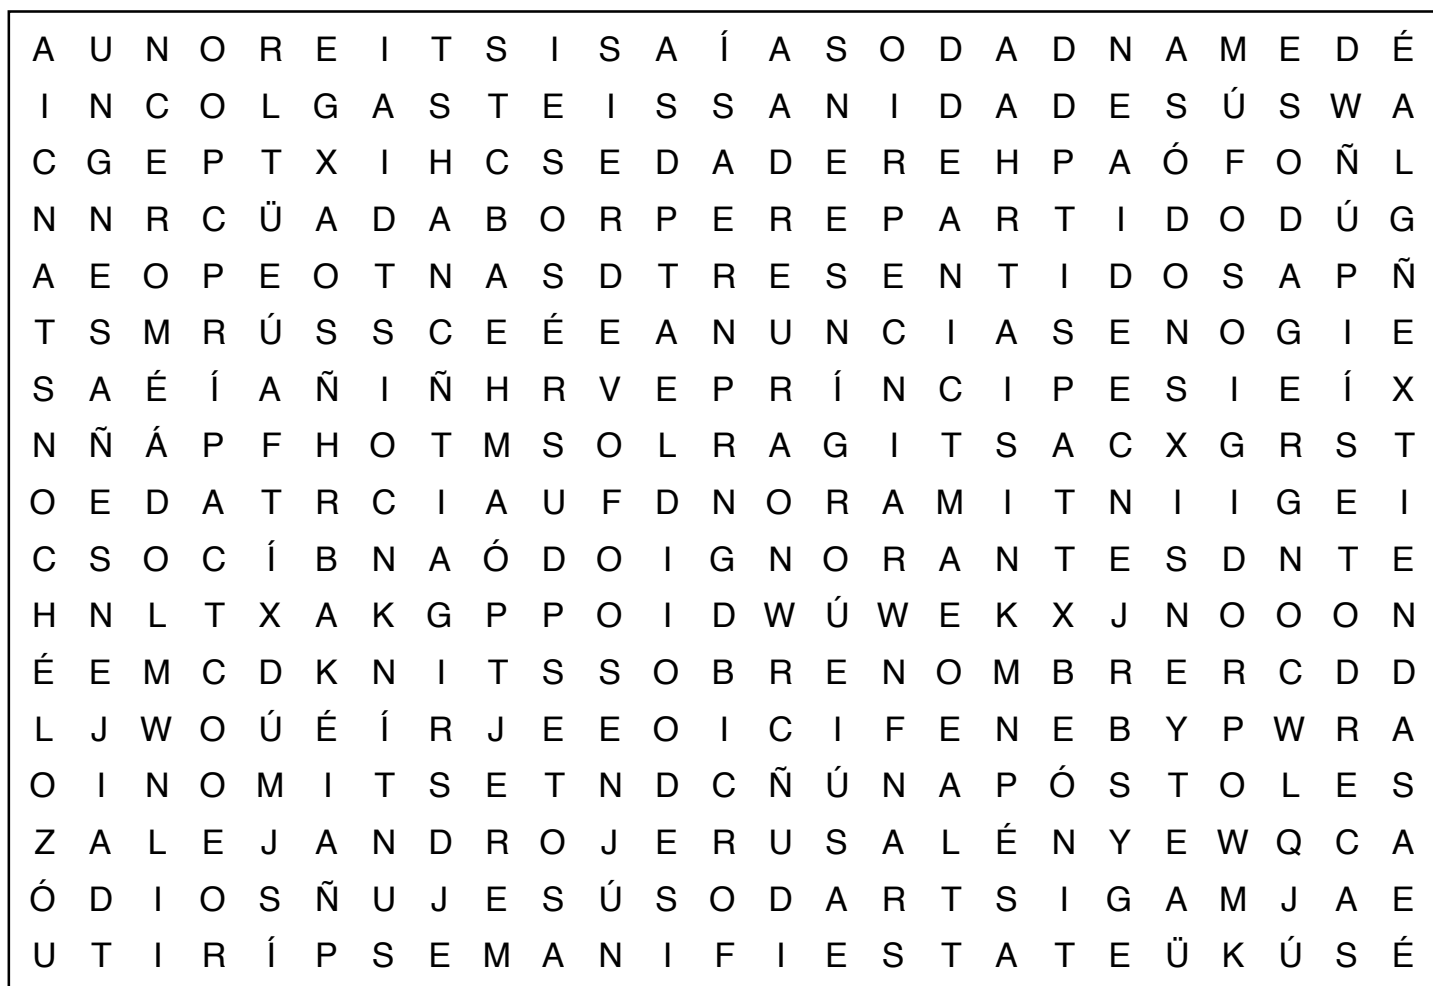 A U N O R E I T S I S A Í A S O D A D N A M E D É
I N C O L G A S T E I S S A N I D A D E S Ú S W A
C G E P T X I H C S E D A D E R E H P A Ó F O Ñ L
N N R C Ü A D A B O R P E R E P A R T I D O D Ú G
A E O P E O T N A S D T R E S E N T I D O S A P Ñ
T S M R Ú S S C E É E A N U N C I A S E N O G I E
S A É Í A Ñ I Ñ H R V E P R Í N C I P E S I E Í X
N Ñ Á P F H O T M S O L R A G I T S A C X G R S T
O E D A T R C I A U F D N O R A M I T N I I G E I
C S O C Í B N A Ó D O I G N O R A N T E S D N T E
H N L T X A K G P P O I D W Ú W E K X J N O O O N
É E M C D K N I T S S O B R E N O M B R E R C D D
L J W O Ú É Í R J E E O I C I F E N E B Y P W R A
O I N O M I T S E T N D C Ñ Ú N A P Ó S T O L E S
Z A L E J A N D R O J E R U S A L É N Y E W Q C A
Ó D I O S Ñ U J E S Ú S O D A R T S I G A M J A E
U T I R Í P S E M A N I F I E S T A T E Ü K Ú S É